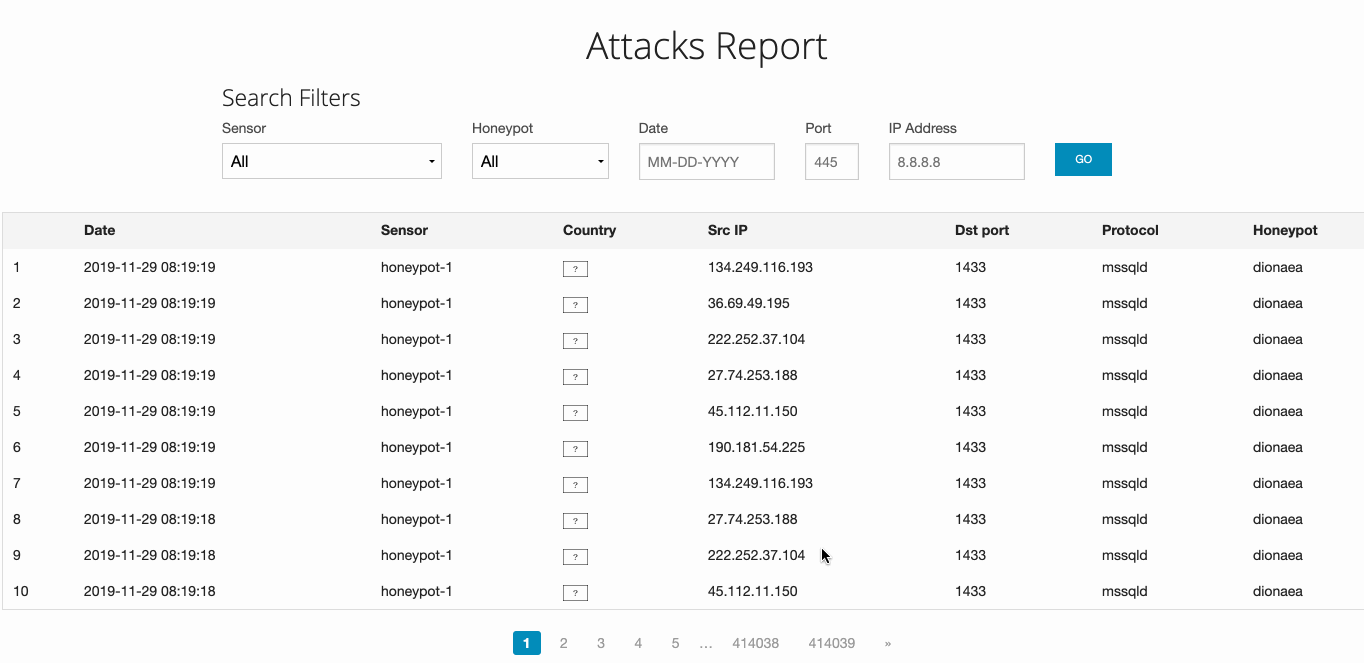 Attacks Report
Search Filters
Sensor Honeypot Date Port IP Address
All All MM-DD-YYYY 445 8.8.8.8 GO
Date Sensor Country Src IP Dst port Protocol Honeypot
1 2019-11-29 08:19:19 honeypot-1 ? 134.249.116.193 1433 mssqld dionaea
2 2019-11-29 08:19:19 honeypot-1 ? 36.69.49.195 1433 mssqld dionaea
3 2019-11-29 08:19:19 honeypot-1 ? 222.252.37.104 1433 mssqld dionaea
4 2019-11-29 08:19:19 honeypot-1 ? 27.74.253.188 1433 mssqld dionaea
5 2019-11-29 08:19:19 honeypot-1 ? 45.112.11.150 1433 mssqld dionaea
6 2019-11-29 08:19:19 honeypot-1 ? 190.181.54.225 1433 mssqld dionaea
7 2019-11-29 08:19:19 honeypot-1 ? 134.249.116.193 1433 mssqld dionaea
8 2019-11-29 08:19:18 honeypot-1 ? 27.74.253.188 1433 mssqld dionaea
9 2019-11-29 08:19:18 honeypot-1 ? 222.252.37.104 1433 mssqld dionaea
10 2019-11-29 08:19:18 honeypot-1 ? 45.112.11.150 1433 mssqld dionaea
1 2 3 4 5 … 414038 414039 »